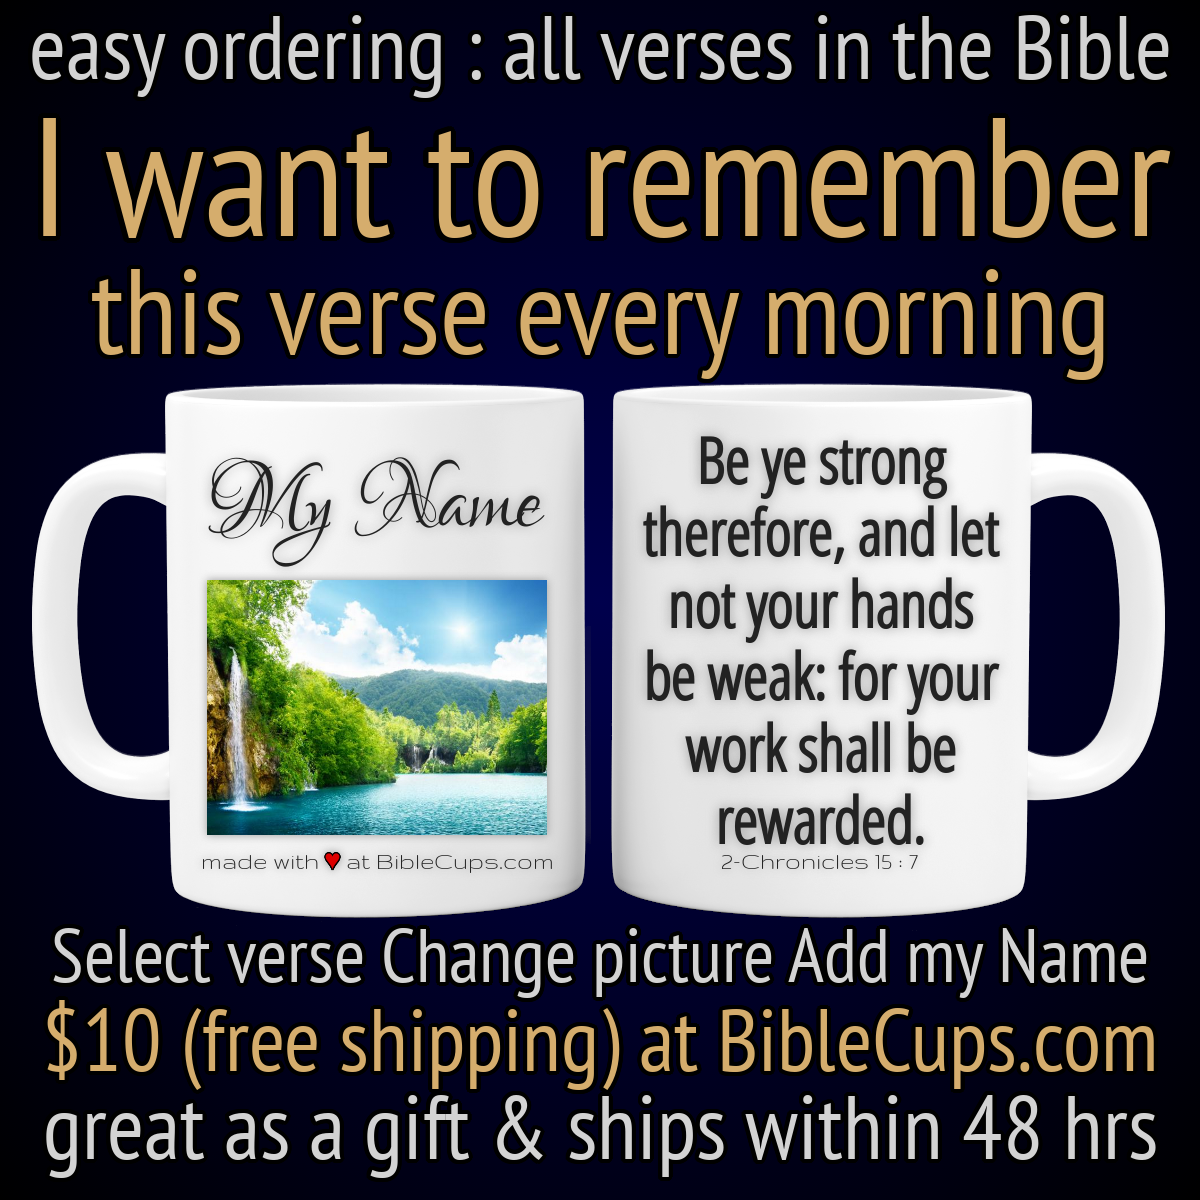 easy ordering : all verses in the Bible
I want to remember
this verse every morning
My Name
made with ♥ at BibleCups.com
Be ye strong
therefore, and let
not your hands
be weak: for your
work shall be
rewarded.
2-Chronicles 15 : 7
Select verse Change picture Add my Name
$10 (free shipping) at BibleCups.com
great as a gift & ships within 48 hrs